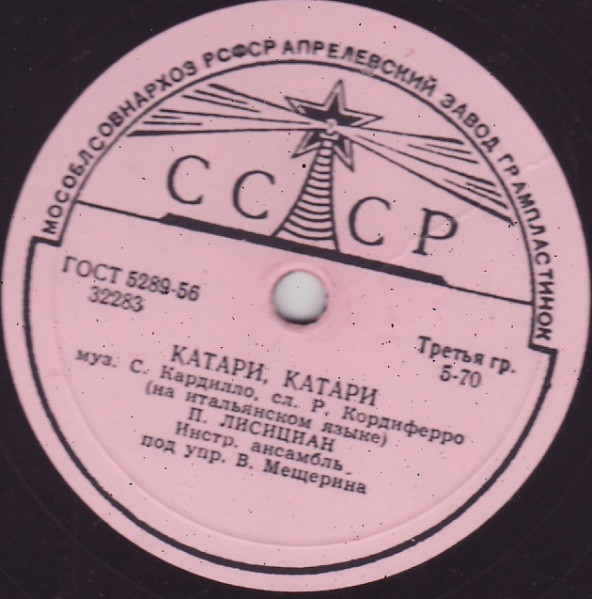 МОСОБЛСОВНАРХОЗ РСФСР АПРЕЛЕВСКИЙ ЗАВОД ГРАМПЛАСТИНОК
СССР
ГОСТ 5289-56
32283
Третья гр.
5-70
КАТАРИ, КАТАРИ
муз. С. Кардилло, сл. Р. Кордиферро
(на итальянском языке)
П. ЛИСИЦИАН
Инстр. ансамбль
под упр. В. Мещерина